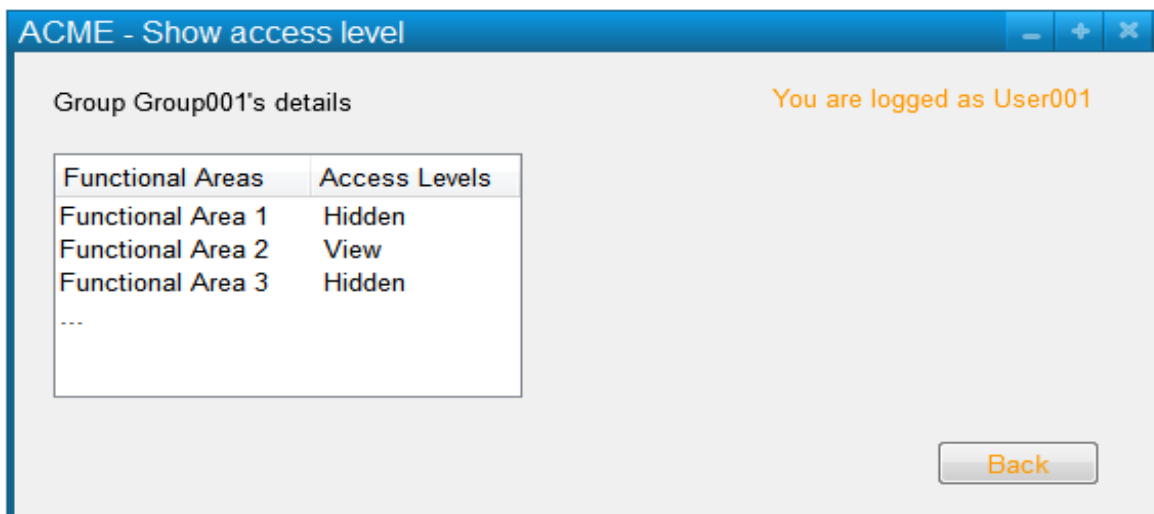 ACME - Show access level
Group Group001's details
You are logged as User001
Functional Areas Access Levels
Functional Area 1 Hidden
Functional Area 2 View
Functional Area 3 Hidden
...
Back